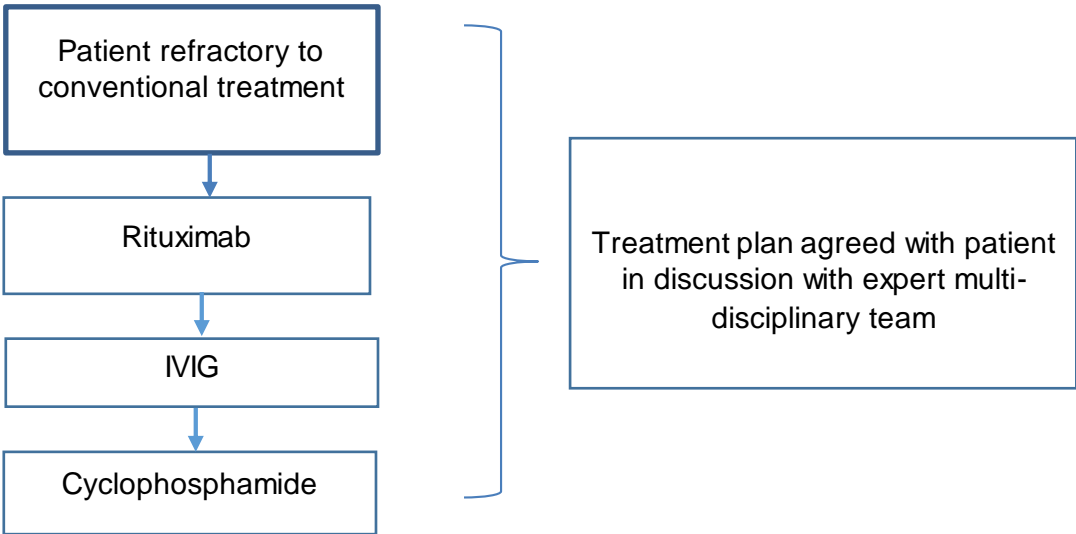 Patient refractory to
conventional treatment
Rituximab
IVIG
Cyclophosphamide
Treatment plan agreed with patient
in discussion with expert multi-
disciplinary team